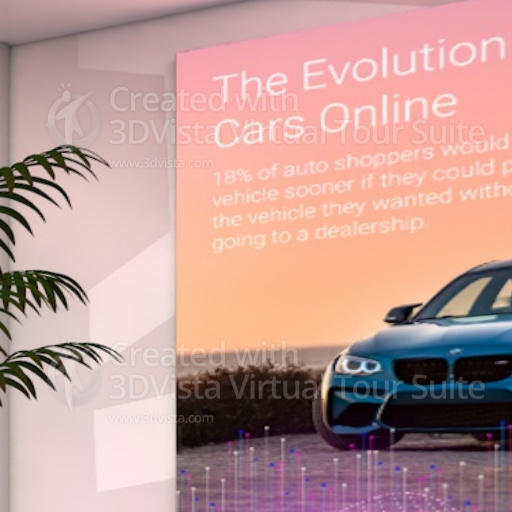 The Evolution
Cars Online
18% of auto shoppers would
vehicle sooner if they could p
the vehicle they wanted witho
going to a dealership.
Created with
3DVista Virtual Tour Suite
www.3dvista.com
Created with
3DVista Virtual Tour Suite
www.3dvista.com